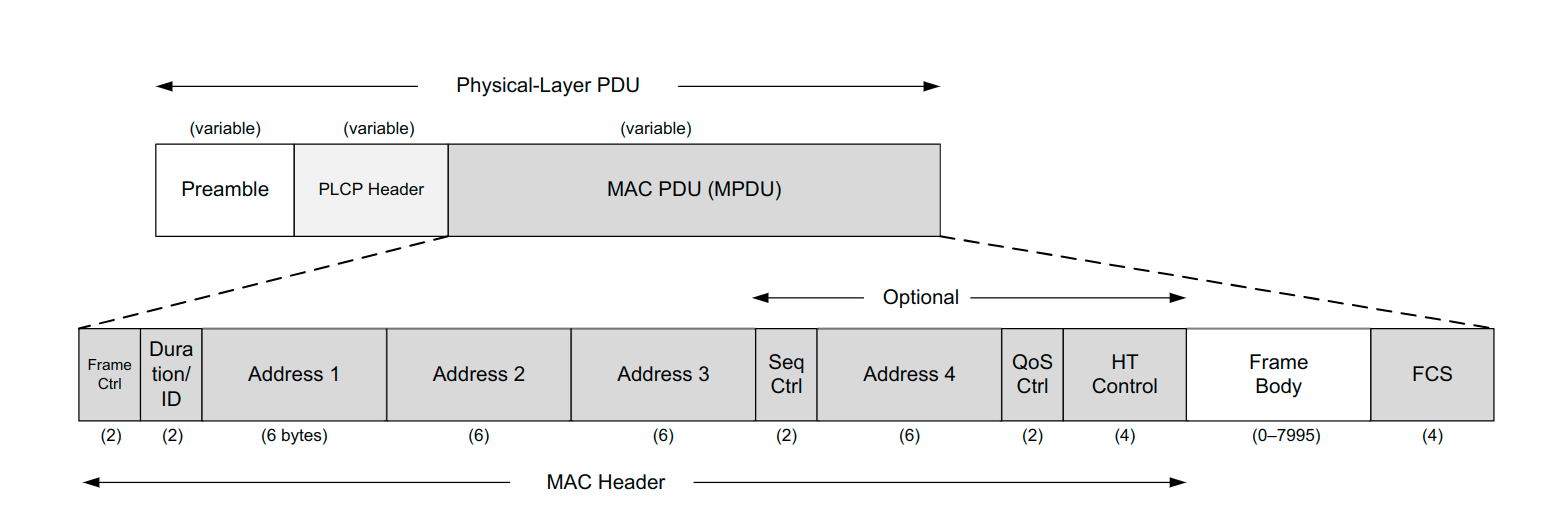 Physical-Layer PDU
(variable) (variable) (variable)
Preamble PLCP Header MAC PDU (MPDU)
Optional
Frame
Ctrl
Dura
tion/
ID
Address 1
Address 2
Address 3
Seq
Ctrl
Address 4
QoS
Ctrl
HT
Control
Frame
Body
FCS
(2) (2) (6 bytes) (6) (6) (2) (6) (2) (4) (0–7995) (4)
MAC Header